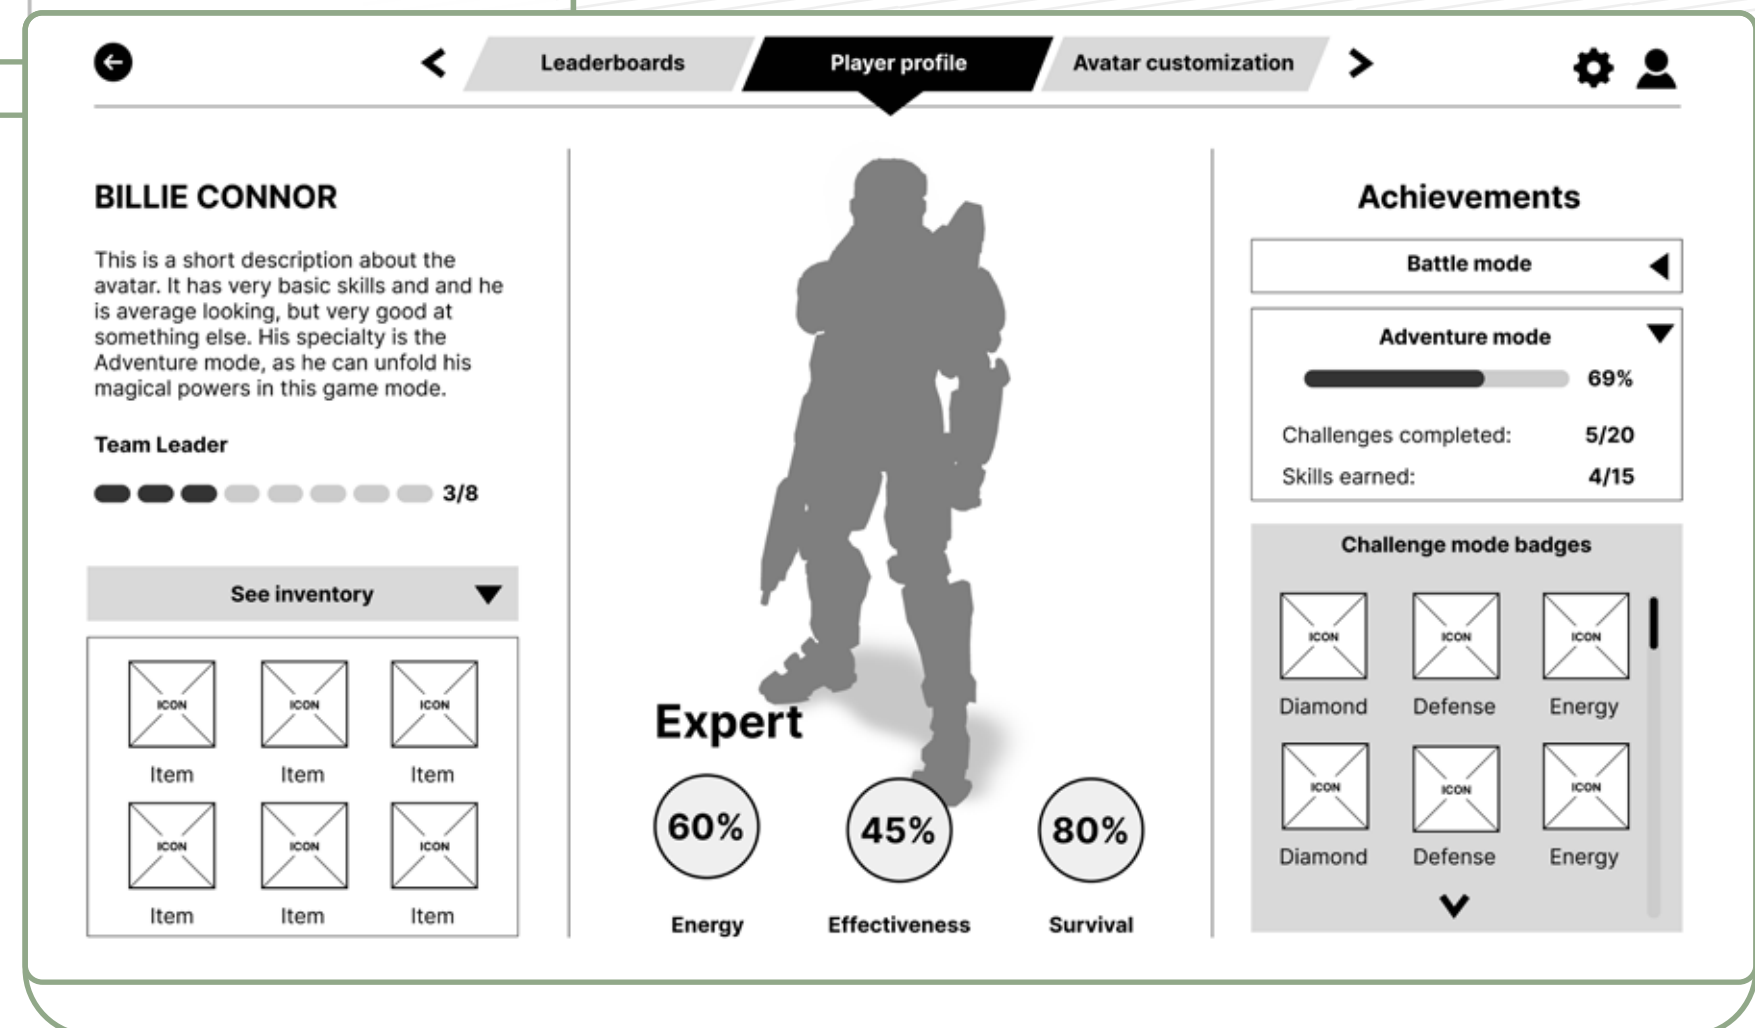 Leaderboards
Player profile
Avatar customization
BILLIE CONNOR
This is a short description about the
avatar. It has very basic skills and and he
is average looking, but very good at
something else. His specialty is the
Adventure mode, as he can unfold his
magical powers in this game mode.
Team Leader
3/8
See inventory
ICON ICON ICON
Item Item Item
ICON ICON ICON
Item Item Item
Expert
60% 45% 80%
Energy Effectiveness Survival
Achievements
Battle mode
Adventure mode
69%
Challenges completed: 5/20
Skills earned: 4/15
Challenge mode badges
ICON ICON ICON
Diamond Defense Energy
ICON ICON ICON
Diamond Defense Energy